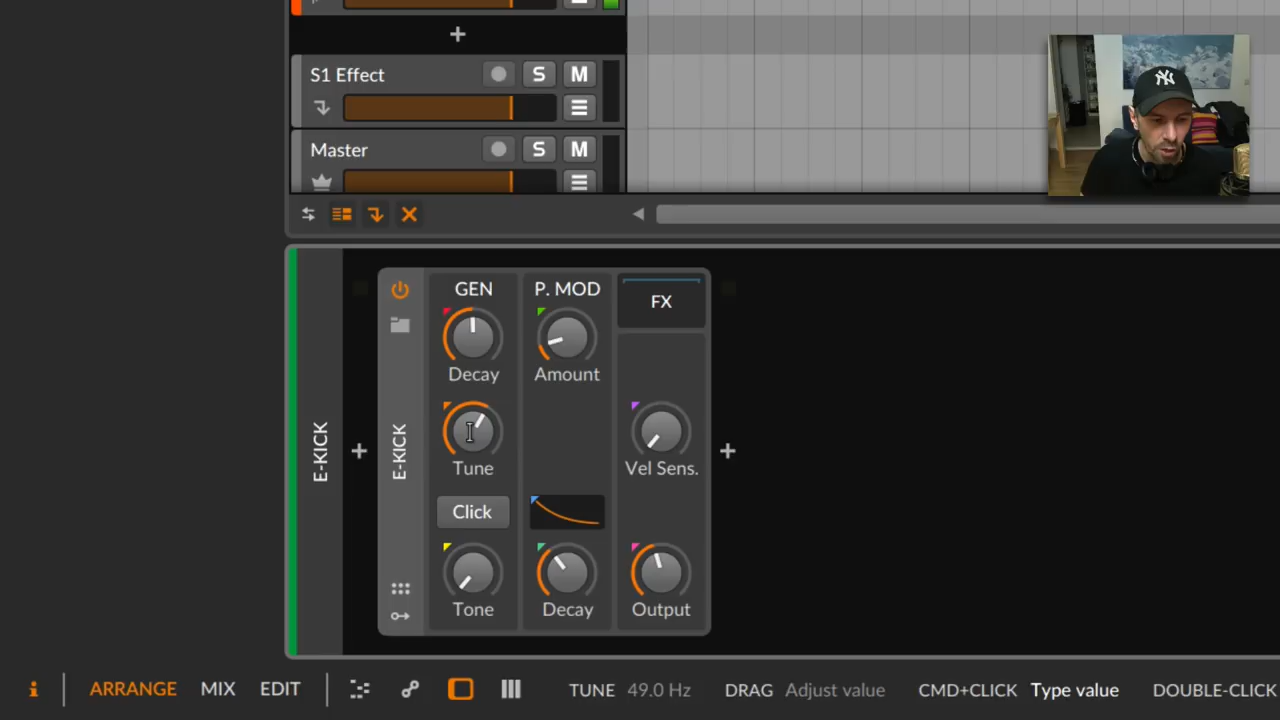 S1 Effect S M
Master S M
E-KICK
E-KICK
GEN P. MOD FX
Decay Amount
Tune Vel Sens.
Click
Tone Decay Output
i ARRANGE MIX EDIT TUNE 49.0 Hz DRAG Adjust value CMD+CLICK Type value DOUBLE-CLICK